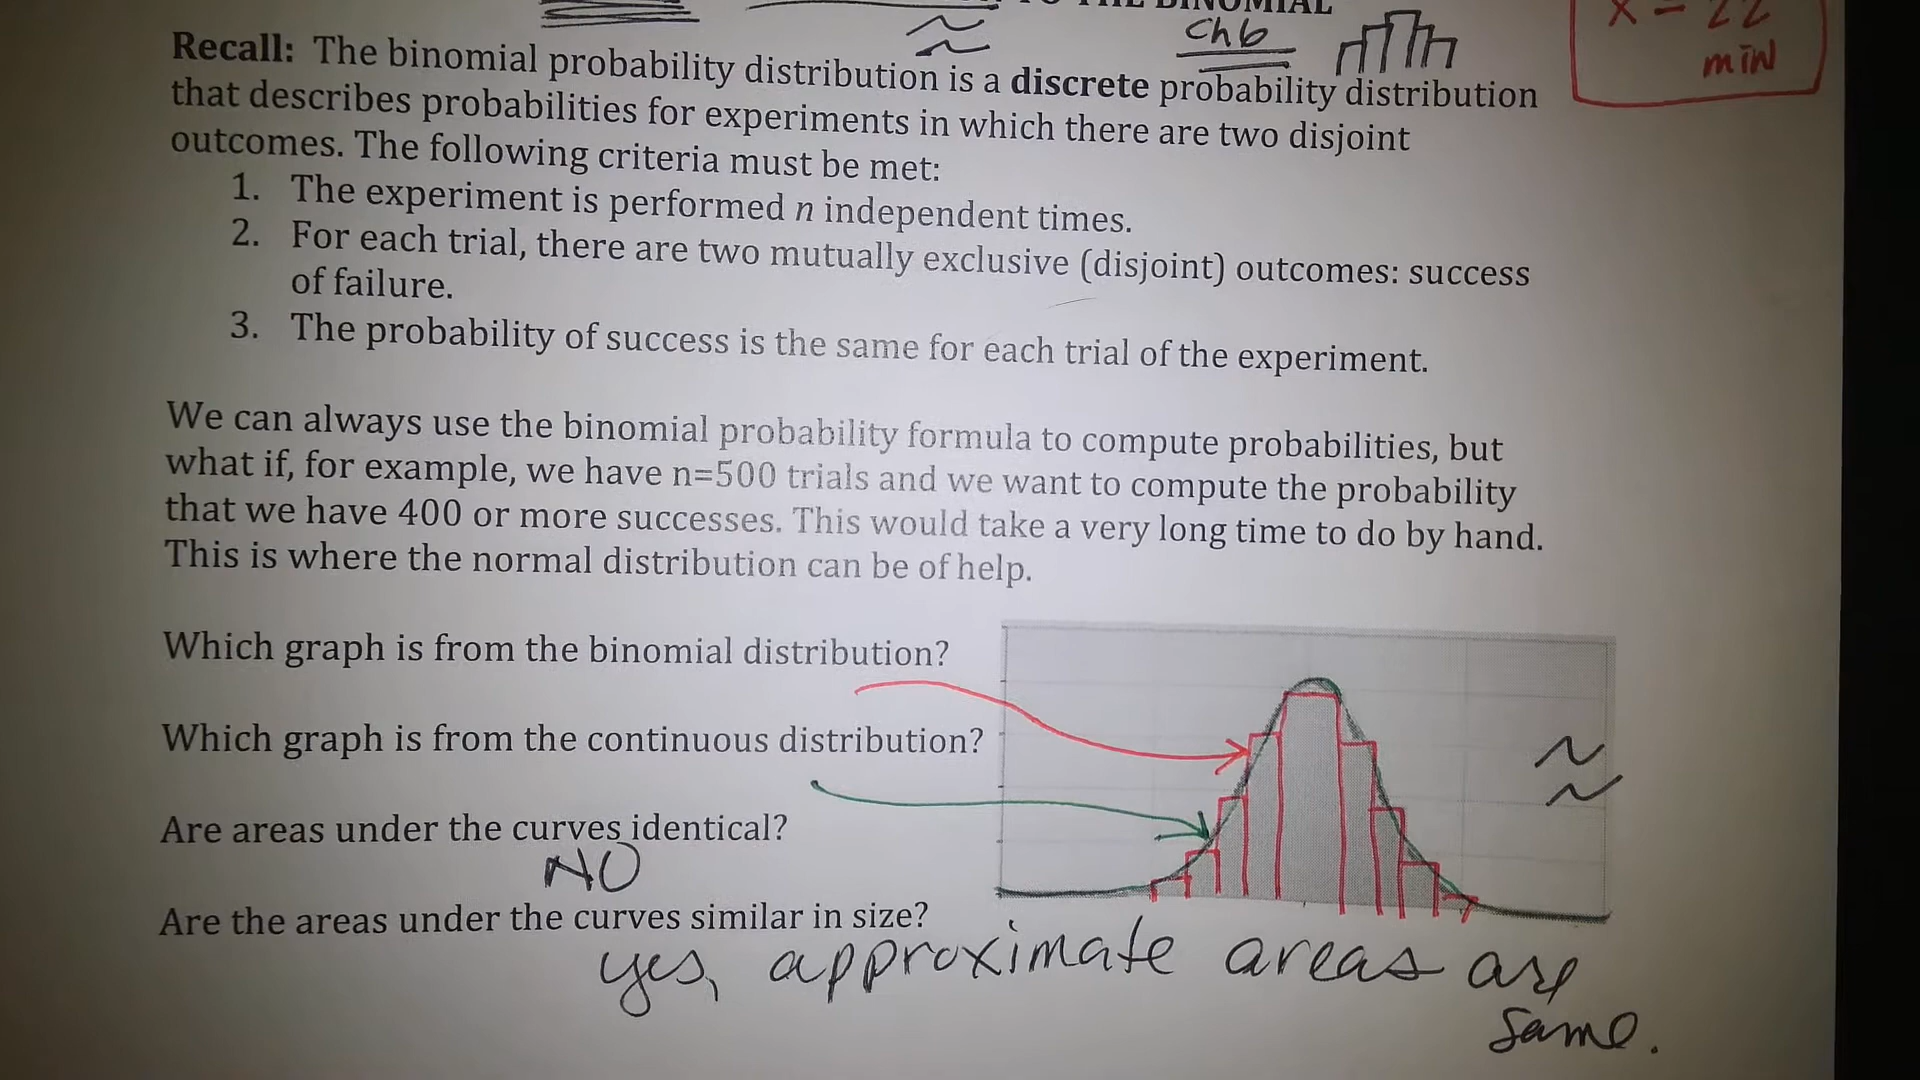 TO THE BINOMIAL
x = 22
min
Ch 6
Recall: The binomial probability distribution is a discrete probability distribution
that describes probabilities for experiments in which there are two disjoint
outcomes. The following criteria must be met:
1. The experiment is performed n independent times.
2. For each trial, there are two mutually exclusive (disjoint) outcomes: success
of failure.
3. The probability of success is the same for each trial of the experiment.
We can always use the binomial probability formula to compute probabilities, but
what if, for example, we have n=500 trials and we want to compute the probability
that we have 400 or more successes. This would take a very long time to do by hand.
This is where the normal distribution can be of help.
Which graph is from the binomial distribution?
Which graph is from the continuous distribution?
≈
Are areas under the curves identical?
NO
Are the areas under the curves similar in size?
yes, approximate areas are
same.